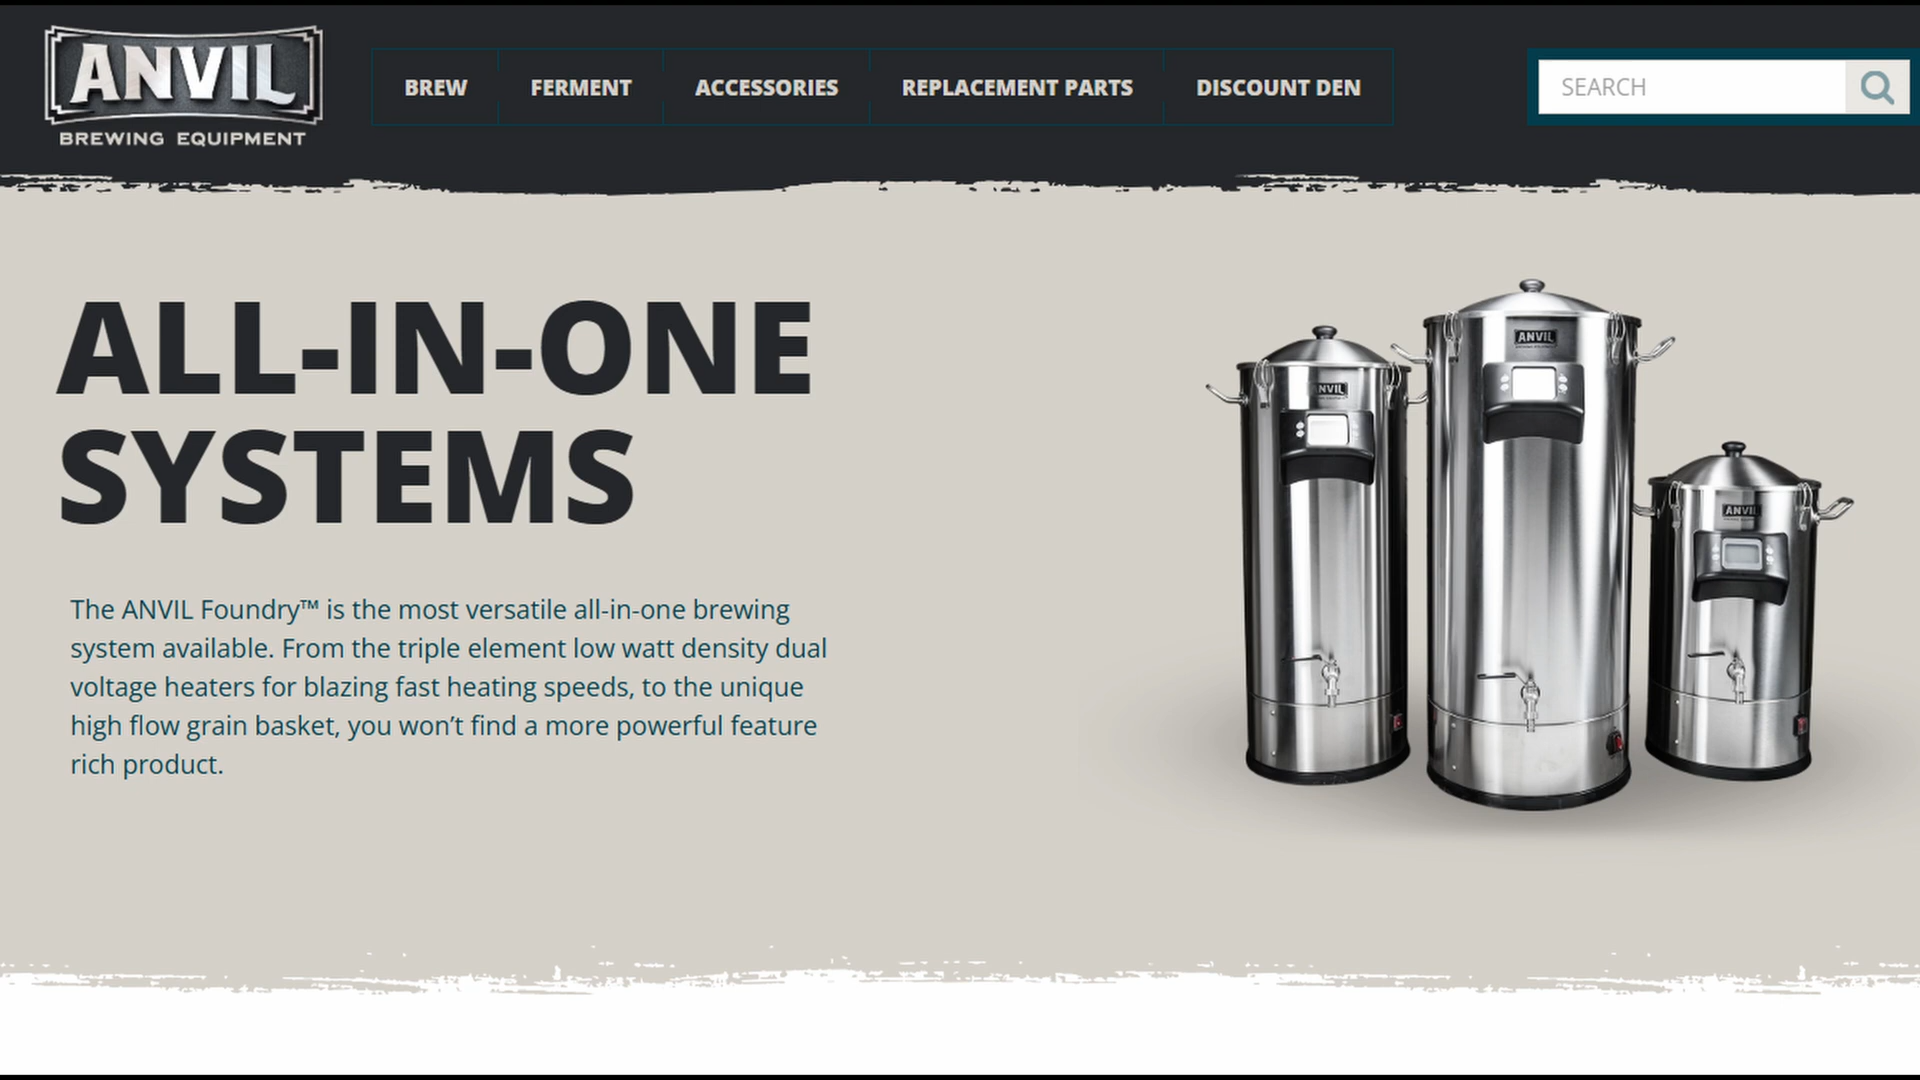 ANVIL
BREWING EQUIPMENT
BREW
FERMENT
ACCESSORIES
REPLACEMENT PARTS
DISCOUNT DEN
SEARCH
ALL-IN-ONE
SYSTEMS
The ANVIL Foundry™ is the most versatile all-in-one brewing
system available. From the triple element low watt density dual
voltage heaters for blazing fast heating speeds, to the unique
high flow grain basket, you won’t find a more powerful feature
rich product.
ANVIL
ANVIL
ANVIL